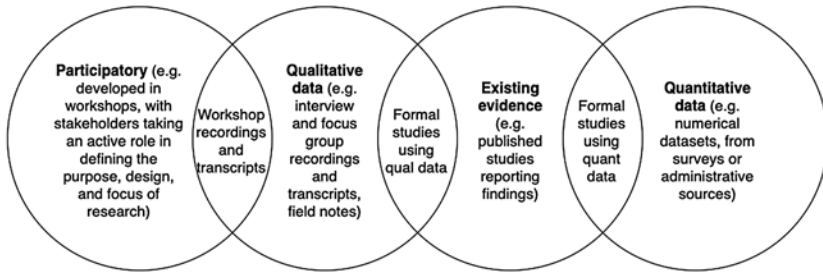 Participatory (e.g.
developed in
workshops, with
stakeholders taking
an active role in
defining the
purpose, design,
and focus of
research)
Workshop
recordings
and
transcripts
Qualitative
data (e.g.
interview
and focus
group
recordings
and
transcripts,
field notes)
Formal
studies
using
qual data
Existing
evidence
(e.g.
published
studies
reporting
findings)
Formal
studies
using
quant
data
Quantitative
data (e.g.
numerical
datasets, from
surveys or
administrative
sources)